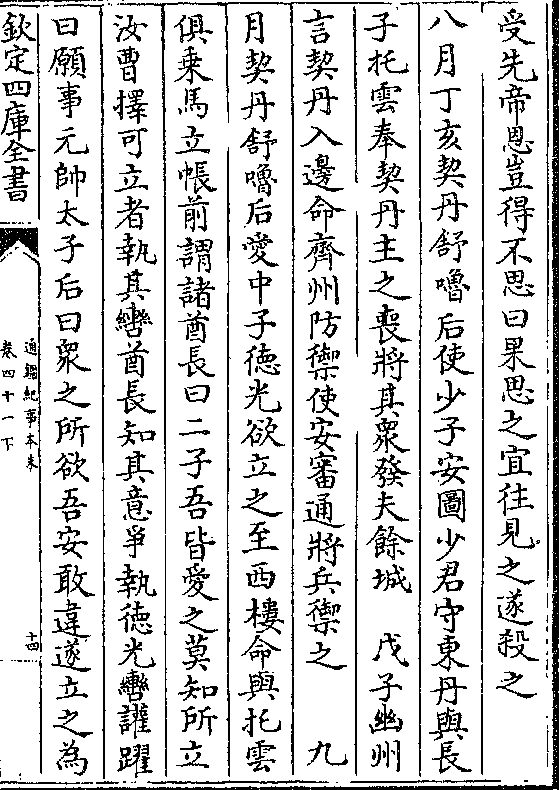 受先帝恩豈得不思曰果思之宜往見之遂殺之
八月丁亥契丹舒嚕后使少子安圖少君守東丹與長
子托雲奉契丹主之喪將其衆發夫餘城　戊子幽州
言契丹入邊命齊州防禦使安審通將兵禦之　　九
月契丹舒嚕后愛中子徳光欲立之至西樓命與托雲
俱乘馬立帳前謂諸酋長曰二子吾皆愛之莫知所立
汝曹擇可立者執其轡酋長知其意爭執徳光轡讙躍
曰願事元帥太子后曰衆之所欲吾安敢違遂立之為
欽定四庫全書
通鑑紀事本末
卷四十一下
十四